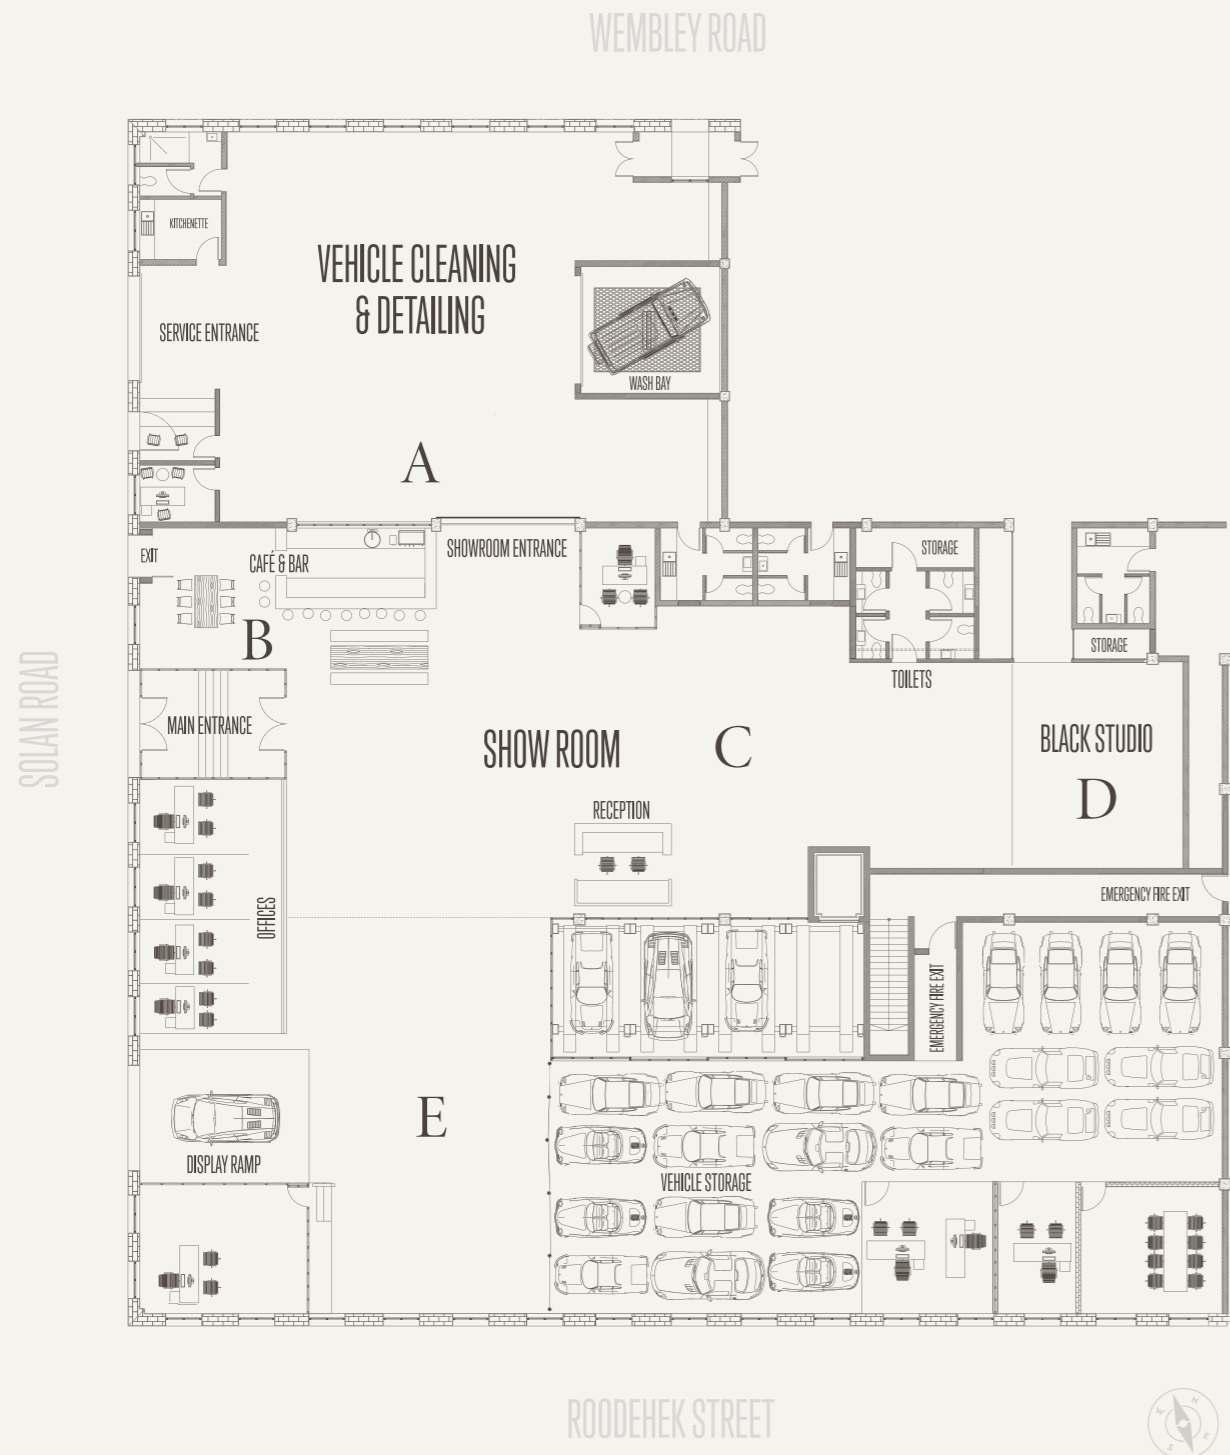 WEMBLEY ROAD
KITCHENETTE
VEHICLE CLEANING
& DETAILING
SERVICE ENTRANCE
WASH BAY
A
EXIT
CAFÉ & BAR
SHOWROOM ENTRANCE
STORAGE
B
STORAGE
TOILETS
SOLAN ROAD
MAIN ENTRANCE
SHOW ROOM
C
BLACK STUDIO
D
RECEPTION
OFFICES
EMERGENCY FIRE EXIT
EMERGENCY FIRE EXIT
E
DISPLAY RAMP
VEHICLE STORAGE
ROODEHEK STREET
N
W
E
S